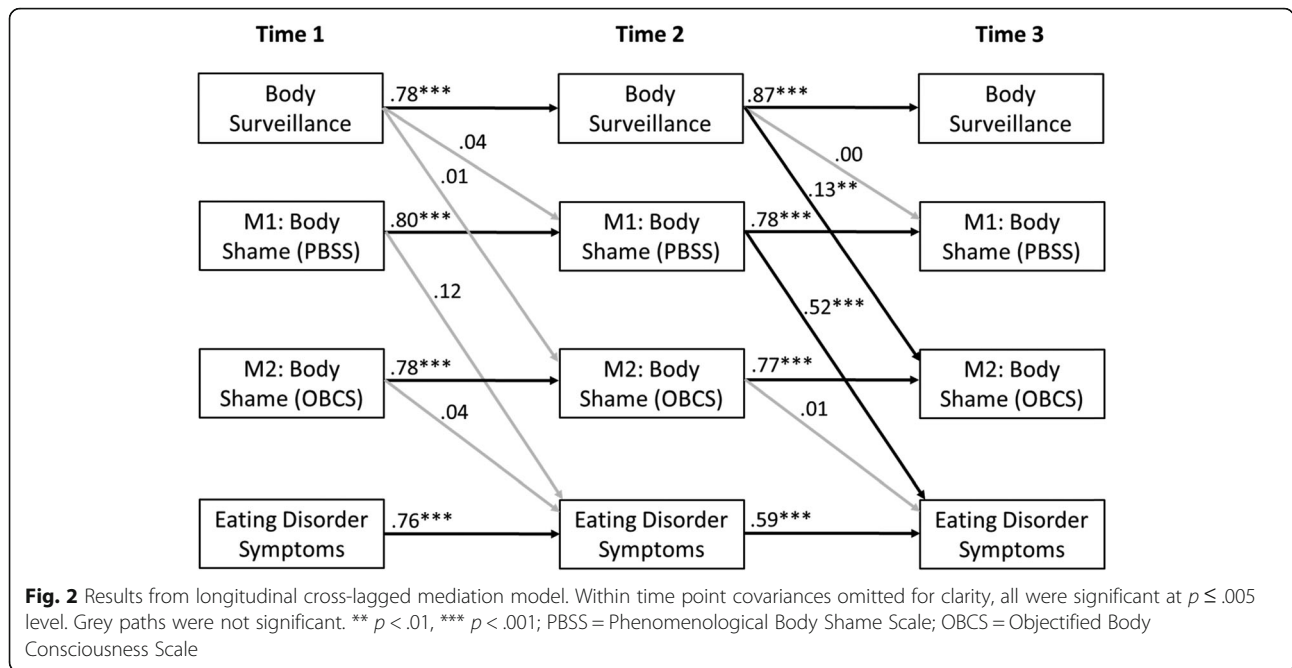 Time 1 Time 2 Time 3
Body
Surveillance
.78***
Body
Surveillance
.87***
Body
Surveillance
.04
.01
.00
.13**
M1: Body
Shame (PBSS)
.80***
M1: Body
Shame (PBSS)
.78***
M1: Body
Shame (PBSS)
.12
.52***
M2: Body
Shame (OBCS)
.78***
M2: Body
Shame (OBCS)
.77***
M2: Body
Shame (OBCS)
.04
.01
Eating Disorder
Symptoms
.76***
Eating Disorder
Symptoms
.59***
Eating Disorder
Symptoms
Fig. 2 Results from longitudinal cross-lagged mediation model. Within time point covariances omitted for clarity, all were significant at p ≤ .005
level. Grey paths were not significant. ** p < .01, *** p < .001; PBSS = Phenomenological Body Shame Scale; OBCS = Objectified Body
Consciousness Scale